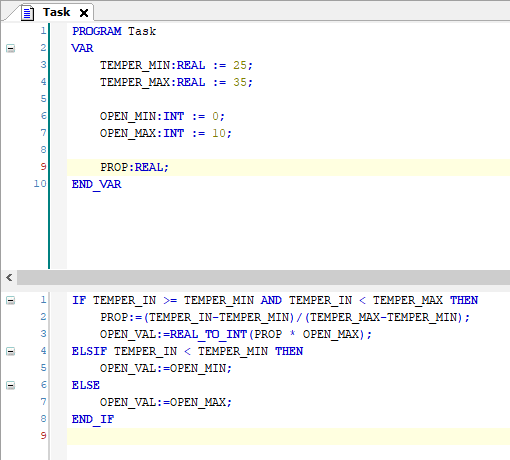 Task
1 PROGRAM Task
2 VAR
3 TEMPER_MIN:REAL := 25;
4 TEMPER_MAX:REAL := 35;
5
6 OPEN_MIN:INT := 0;
7 OPEN_MAX:INT := 10;
8
9 PROP:REAL;
10 END_VAR
1 IF TEMPER_IN >= TEMPER_MIN AND TEMPER_IN < TEMPER_MAX THEN
2 PROP:=(TEMPER_IN-TEMPER_MIN)/(TEMPER_MAX-TEMPER_MIN);
3 OPEN_VAL:=REAL_TO_INT(PROP * OPEN_MAX);
4 ELSIF TEMPER_IN < TEMPER_MIN THEN
5 OPEN_VAL:=OPEN_MIN;
6 ELSE
7 OPEN_VAL:=OPEN_MAX;
8 END_IF
9